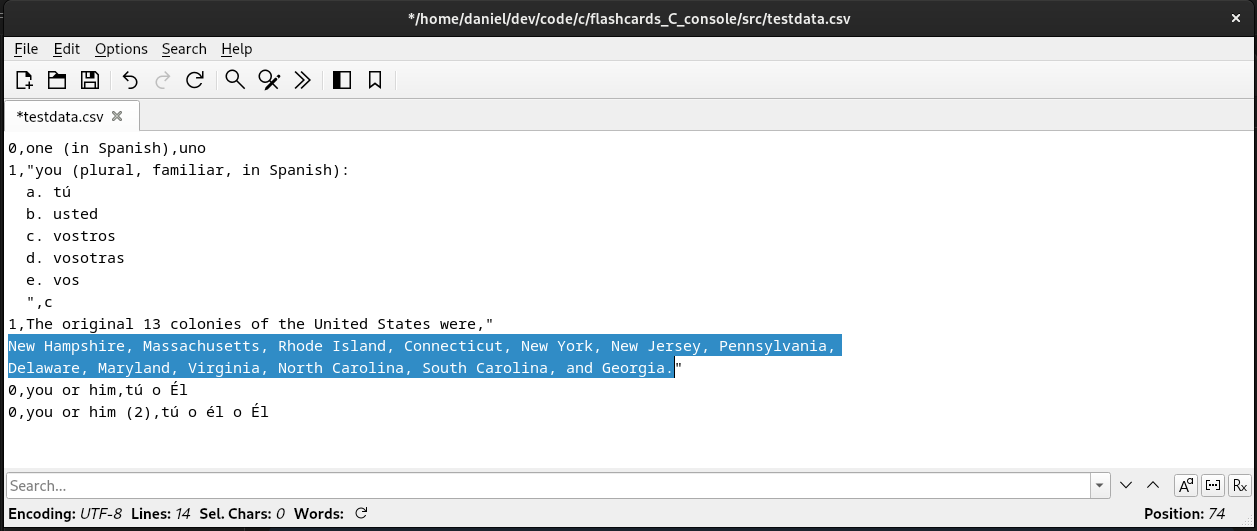 */home/daniel/dev/code/c/flashcards_C_console/src/testdata.csv
File Edit Options Search Help
*testdata.csv
0,one (in Spanish),uno
1,"you (plural, familiar, in Spanish):
  a. tú
  b. usted
  c. vostros
  d. vosotras
  e. vos
  ",c
1,The original 13 colonies of the United States were,"
New Hampshire, Massachusetts, Rhode Island, Connecticut, New York, New Jersey, Pennsylvania,
Delaware, Maryland, Virginia, North Carolina, South Carolina, and Georgia."
0,you or him,tú o Él
0,you or him (2),tú o él o Él
Search...
Encoding: UTF-8 Lines: 14 Sel. Chars: 0 Words: Position: 74